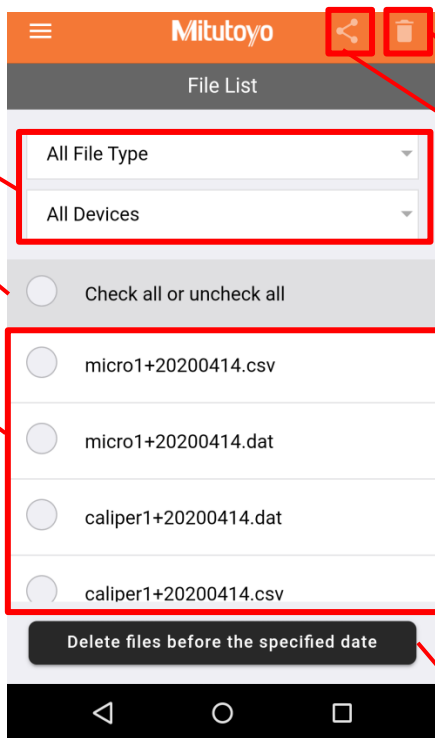 Mitutoyo
File List
All File Type
All Devices
Check all or uncheck all
micro1+20200414.csv
micro1+20200414.dat
caliper1+20200414.dat
caliper1+20200414.csv
Delete files before the specified date